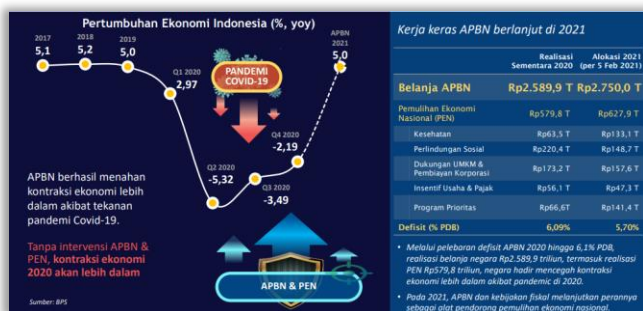 Pertumbuhan Ekonomi Indonesia (%, yoy)
2017
5,1
2018
5,2
2019
5,0
Q1 2020
2,97
PANDEMI
COVID-19
APBN
2021
5,0
Q4 2020
-2,19
Q2 2020
-5,32
Q3 2020
-3,49
APBN berhasil menahan
kontraksi ekonomi lebih
dalam akibat tekanan
pandemi Covid-19.
Tanpa intervensi APBN &
PEN, kontraksi ekonomi
2020 akan lebih dalam
APBN & PEN
Sumber: BPS
Kerja keras APBN berlanjut di 2021
Realisasi Sementara 2020
Alokasi 2021 (per 5 Feb 2021)
Belanja APBN Rp2.589,9 T Rp2.750,0 T
Pemulihan Ekonomi Nasional (PEN) Rp579,8 T Rp627,9 T
Kesehatan Rp63,5 T Rp133,1 T
Perlindungan Sosial Rp220,4 T Rp148,7 T
Dukungan UMKM & Pembiayan Korporasi Rp173,2 T Rp157,6 T
Insentif Usaha & Pajak Rp56,1 T Rp47,3 T
Program Prioritas Rp66,6T Rp141,4 T
Defisit (% PDB) 6,09% 5,70%
• Melalui pelebaran defisit APBN 2020 hingga 6,1% PDB,
realisasi belanja negara Rp2.589,9 triliun, termasuk realisasi
PEN Rp579,8 triliun, negara hadir mencegah kontraksi
ekonomi lebih dalam akibat pandemic di 2020.
• Pada 2021, APBN dan kebijakan fiskal melanjutkan perannya
sebagai alat pendorong pemulihan ekonomi nasional.